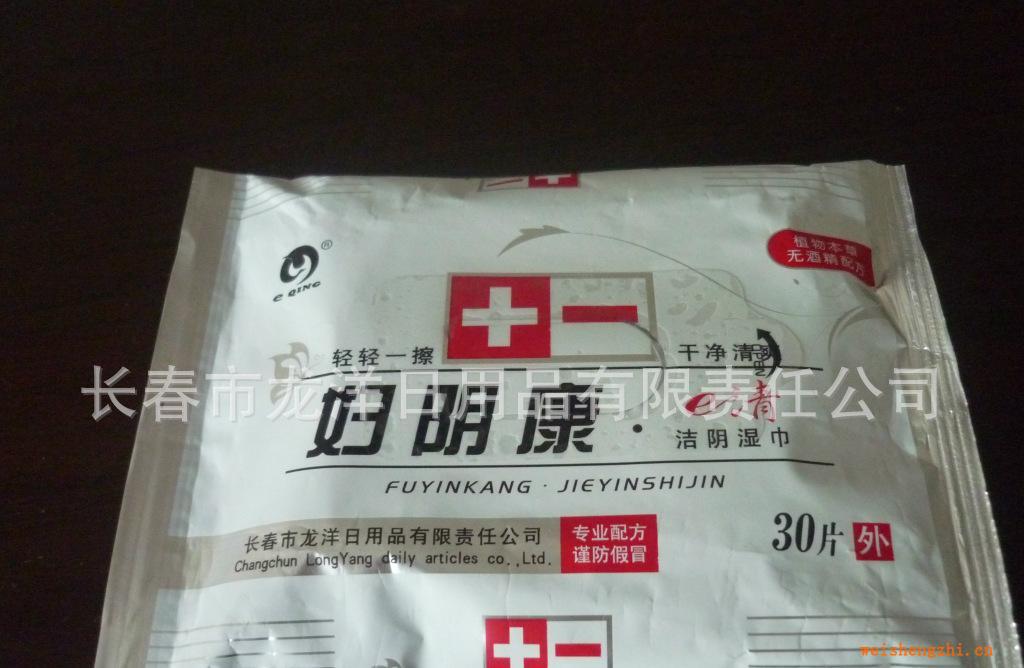 ®
e QING
植物本草
无酒精配方
轻轻一擦
干净清爽
NEW
长春市龙洋日用品有限责任公司
妇阴康·e青
洁阴湿巾
FUYINKANG · JIEYINSHIJIN
长春市龙洋日用品有限责任公司
Changchun LongYang daily articles co.,Ltd.
专业配方
谨防假冒
30片 外
weishengzhi.cn